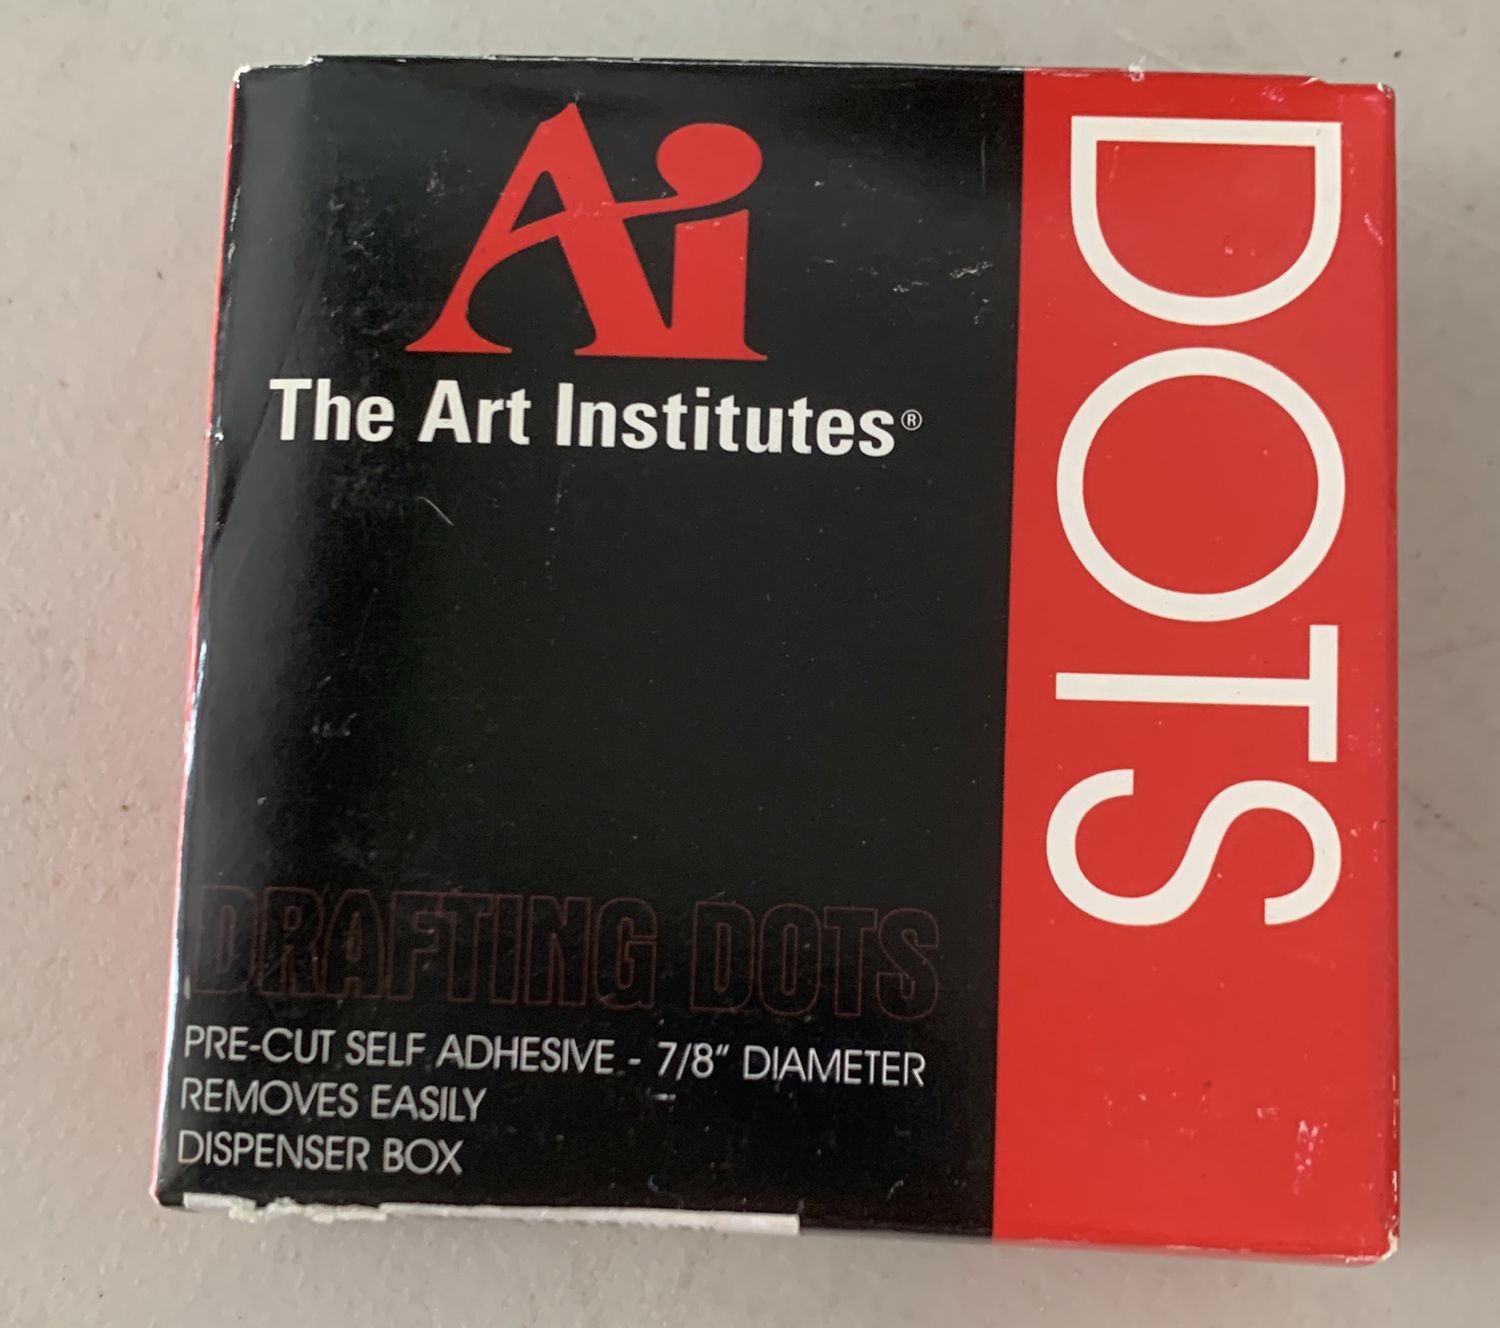 Ai
The Art Institutes®
DOTS
DRAFTING DOTS
PRE-CUT SELF ADHESIVE - 7/8" DIAMETER
REMOVES EASILY
DISPENSER BOX